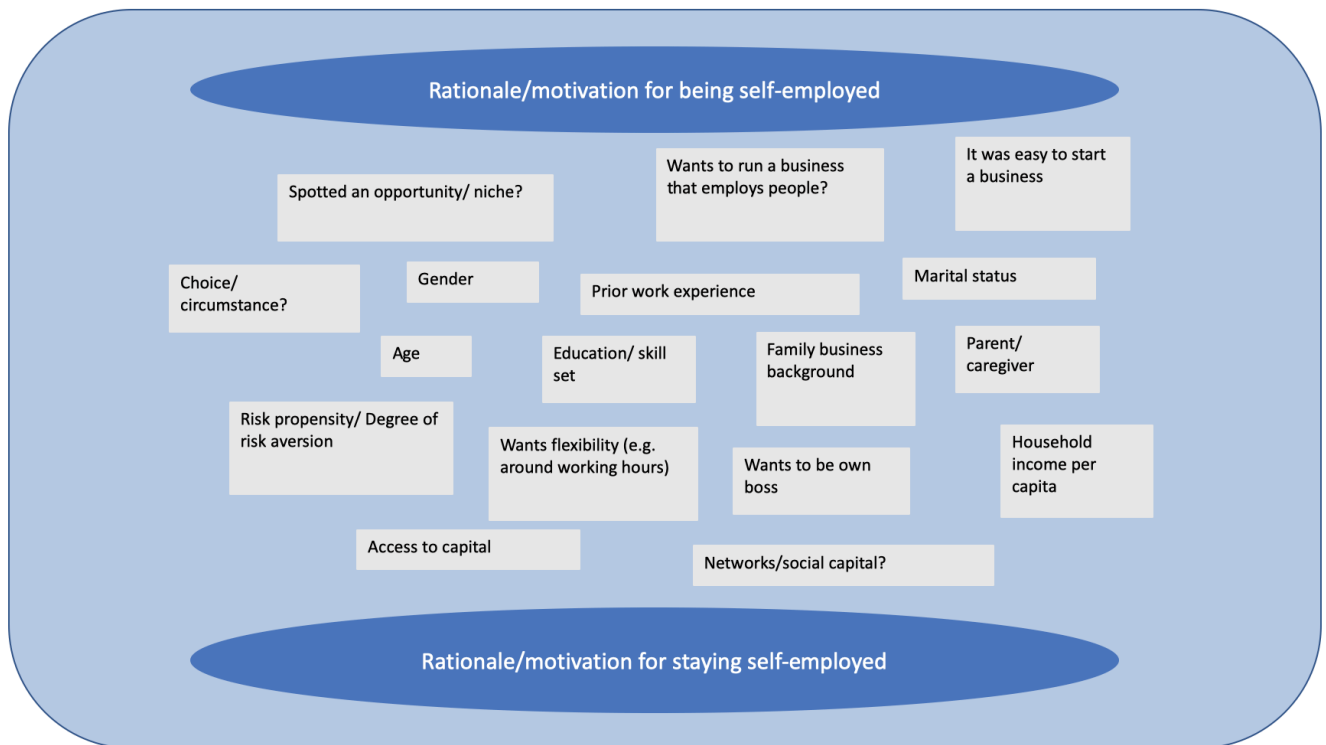 Rationale/motivation for being self-employed
Spotted an opportunity/ niche?
Wants to run a business
that employs people?
It was easy to start
a business
Choice/
circumstance?
Gender
Prior work experience
Marital status
Age
Education/ skill
set
Family business
background
Parent/
caregiver
Risk propensity/ Degree of
risk aversion
Wants flexibility (e.g.
around working hours)
Wants to be own
boss
Household
income per
capita
Access to capital
Networks/social capital?
Rationale/motivation for staying self-employed